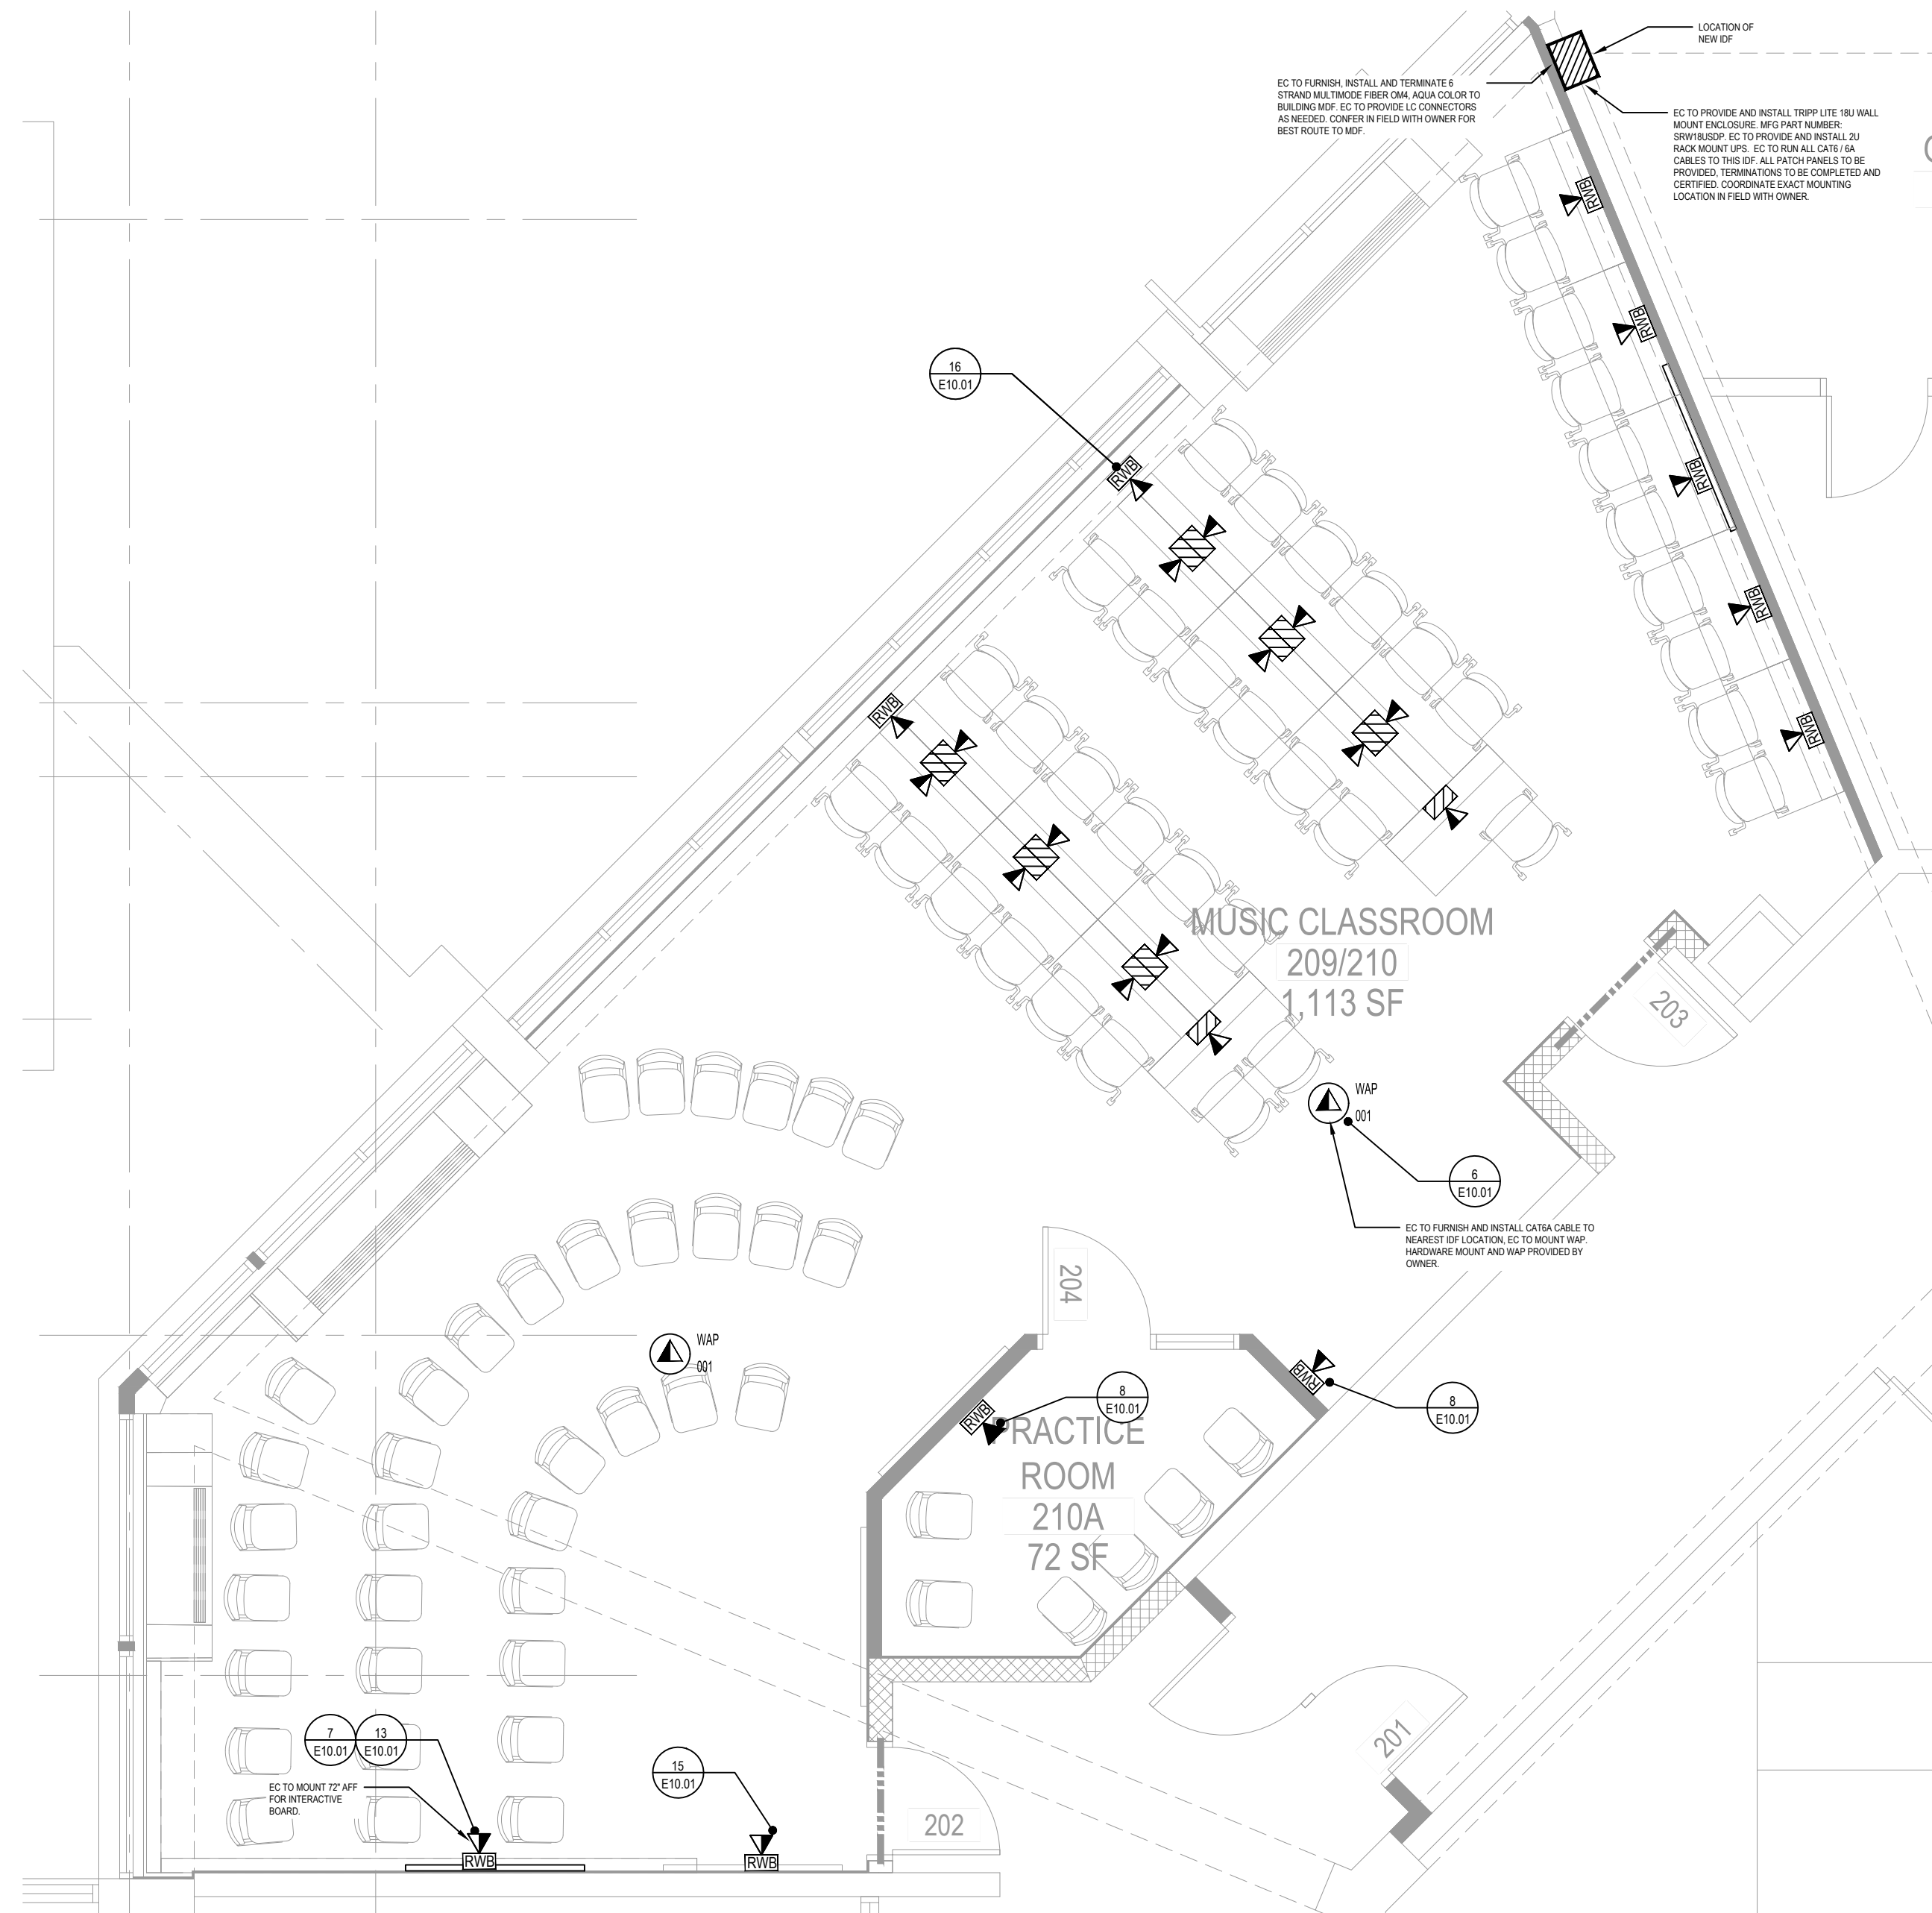 LOCATION OF
NEW IDF
EC TO FURNISH, INSTALL AND TERMINATE 6
STRAND MULTIMODE FIBER OM4, AQUA COLOR TO
BUILDING MDF. EC TO PROVIDE LC CONNECTORS
AS NEEDED. CONFER IN FIELD WITH OWNER FOR
BEST ROUTE TO MDF.
EC TO PROVIDE AND INSTALL TRIPP LITE 18U WALL
MOUNT ENCLOSURE. MFG PART NUMBER:
SRW18USDP. EC TO PROVIDE AND INSTALL 2U
RACK MOUNT UPS. EC TO RUN ALL CAT6 / 6A
CABLES TO THIS IDF. ALL PATCH PANELS TO BE
PROVIDED, TERMINATIONS TO BE COMPLETED AND
CERTIFIED. COORDINATE EXACT MOUNTING
LOCATION IN FIELD WITH OWNER.
RWB
RWB
16
E10.01
RWB
RWB
RWB
RWB
RWB
RWB
MUSIC CLASSROOM
209/210
1,113 SF
203
WAP
001
6
E10.01
EC TO FURNISH AND INSTALL CAT6A CABLE TO
NEAREST IDF LOCATION, EC TO MOUNT WAP.
HARDWARE MOUNT AND WAP PROVIDED BY
OWNER.
204
WAP
001
RWB
8
E10.01
8
E10.01
RWB
PRACTICE
ROOM
210A
72 SF
7
E10.01
13
E10.01
EC TO MOUNT 72" AFF
FOR INTERACTIVE
BOARD.
15
E10.01
201
202
RWB
RWB